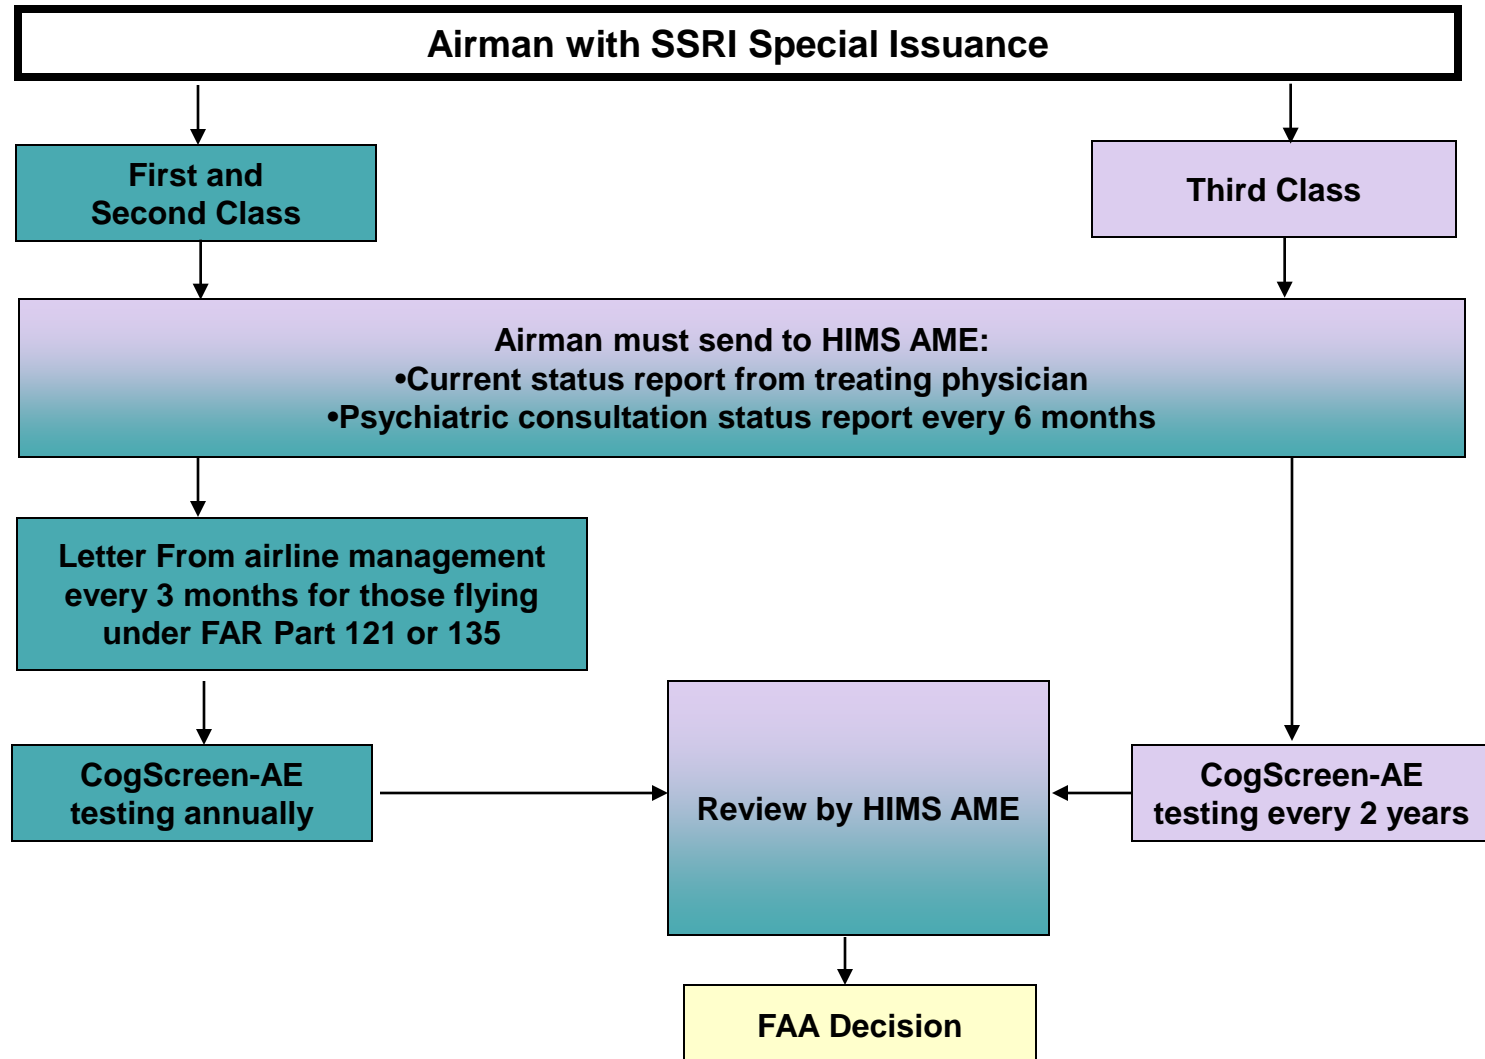 Airman with SSRI Special Issuance
First and
Second Class
Third Class
Airman must send to HIMS AME:
•Current status report from treating physician
•Psychiatric consultation status report every 6 months
Letter From airline management
every 3 months for those flying
under FAR Part 121 or 135
CogScreen-AE
testing annually
Review by HIMS AME
CogScreen-AE
testing every 2 years
FAA Decision